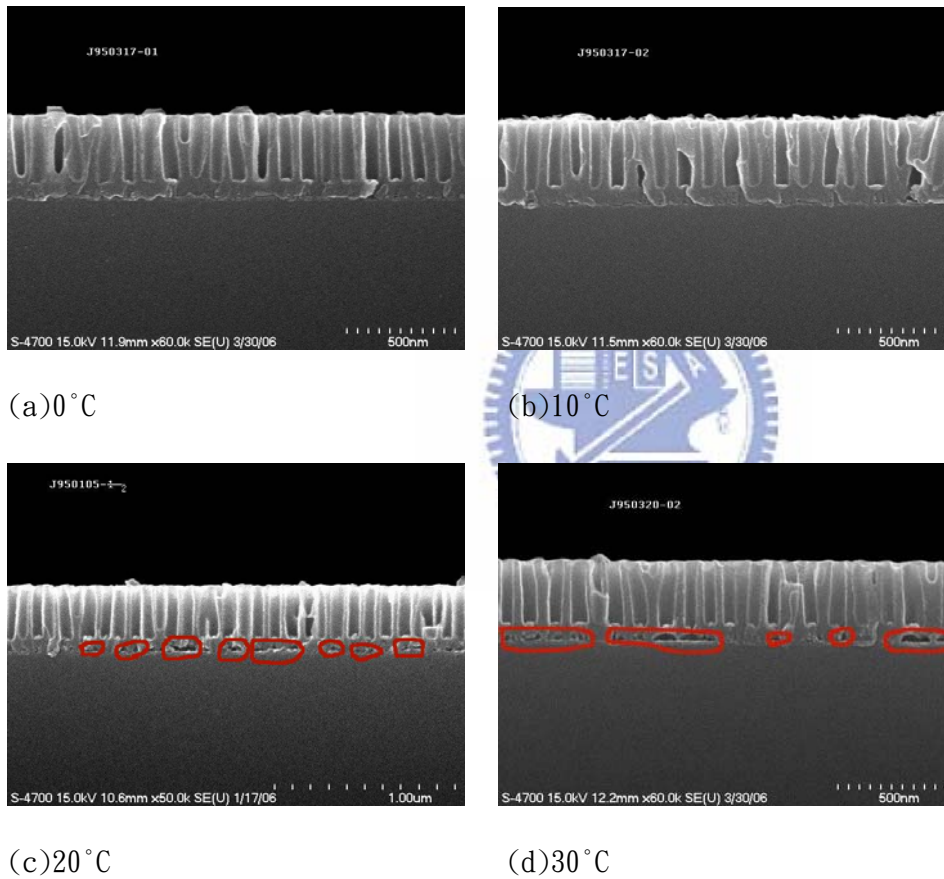 J950317-01
S-4700 15.0kV 11.9mm x60.0k SE(U) 3/30/06
500nm
J950317-02
S-4700 15.0kV 11.5mm x60.0k SE(U) 3/30/06
500nm
(a)0°C
(b)10°C
E S A
J950105-1-2
S-4700 15.0kV 10.6mm x50.0k SE(U) 1/17/06
1.00um
J950320-02
S-4700 15.0kV 12.2mm x60.0k SE(U) 3/30/06
500nm
(c)20°C
(d)30°C